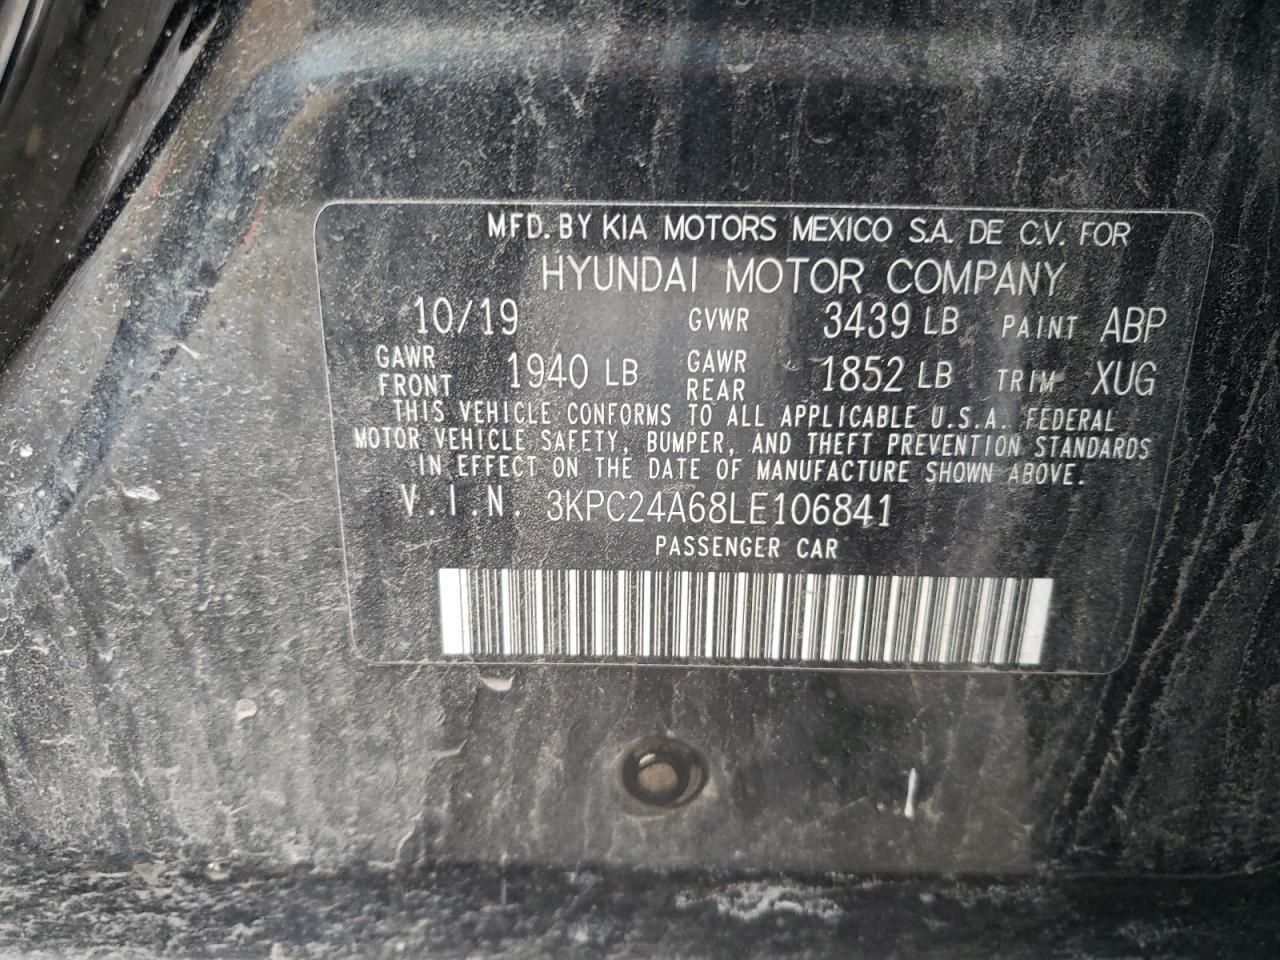 MFD. BY KIA MOTORS MEXICO S.A. DE C.V. FOR
HYUNDAI MOTOR COMPANY
10/19 GVWR 3439 LB PAINT ABP
GAWR FRONT 1940 LB GAWR REAR 1852 LB TRIM XUG
THIS VEHICLE CONFORMS TO ALL APPLICABLE U.S.A. FEDERAL
MOTOR VEHICLE SAFETY, BUMPER, AND THEFT PREVENTION STANDARDS
IN EFFECT ON THE DATE OF MANUFACTURE SHOWN ABOVE.
V.I.N. 3KPC24A68LE106841
PASSENGER CAR